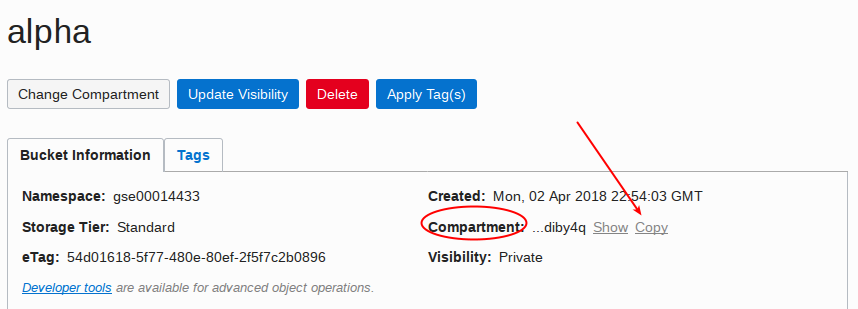 alpha
Change Compartment Update Visibility Delete Apply Tag(s)
Bucket Information Tags
Namespace: gse00014433 Created: Mon, 02 Apr 2018 22:54:03 GMT
Storage Tier: Standard Compartment: ...diby4q Show Copy
eTag: 54d01618-5f77-480e-80ef-2f5f7c2b0896 Visibility: Private
Developer tools are available for advanced object operations.